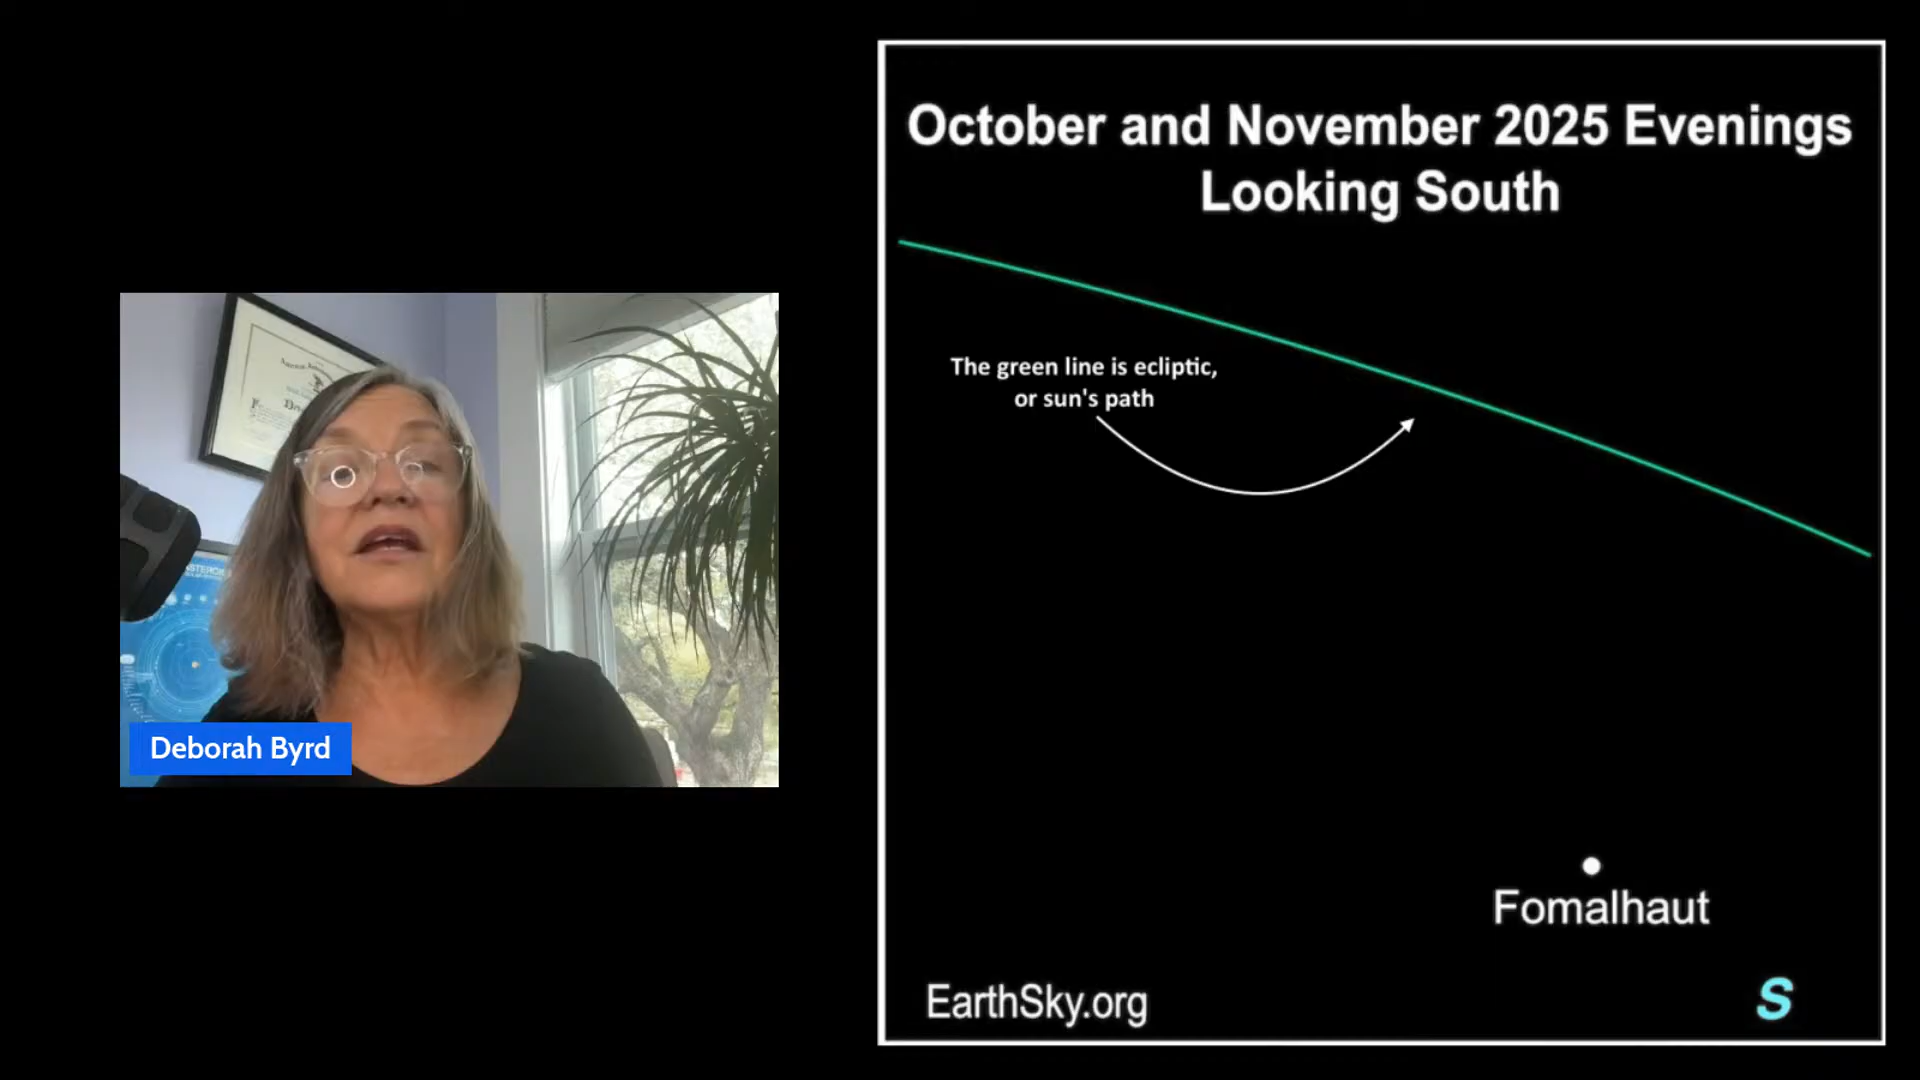 October and November 2025 Evenings
Looking South
The green line is ecliptic,
or sun's path
Fomalhaut
EarthSky.org
S
Deborah Byrd